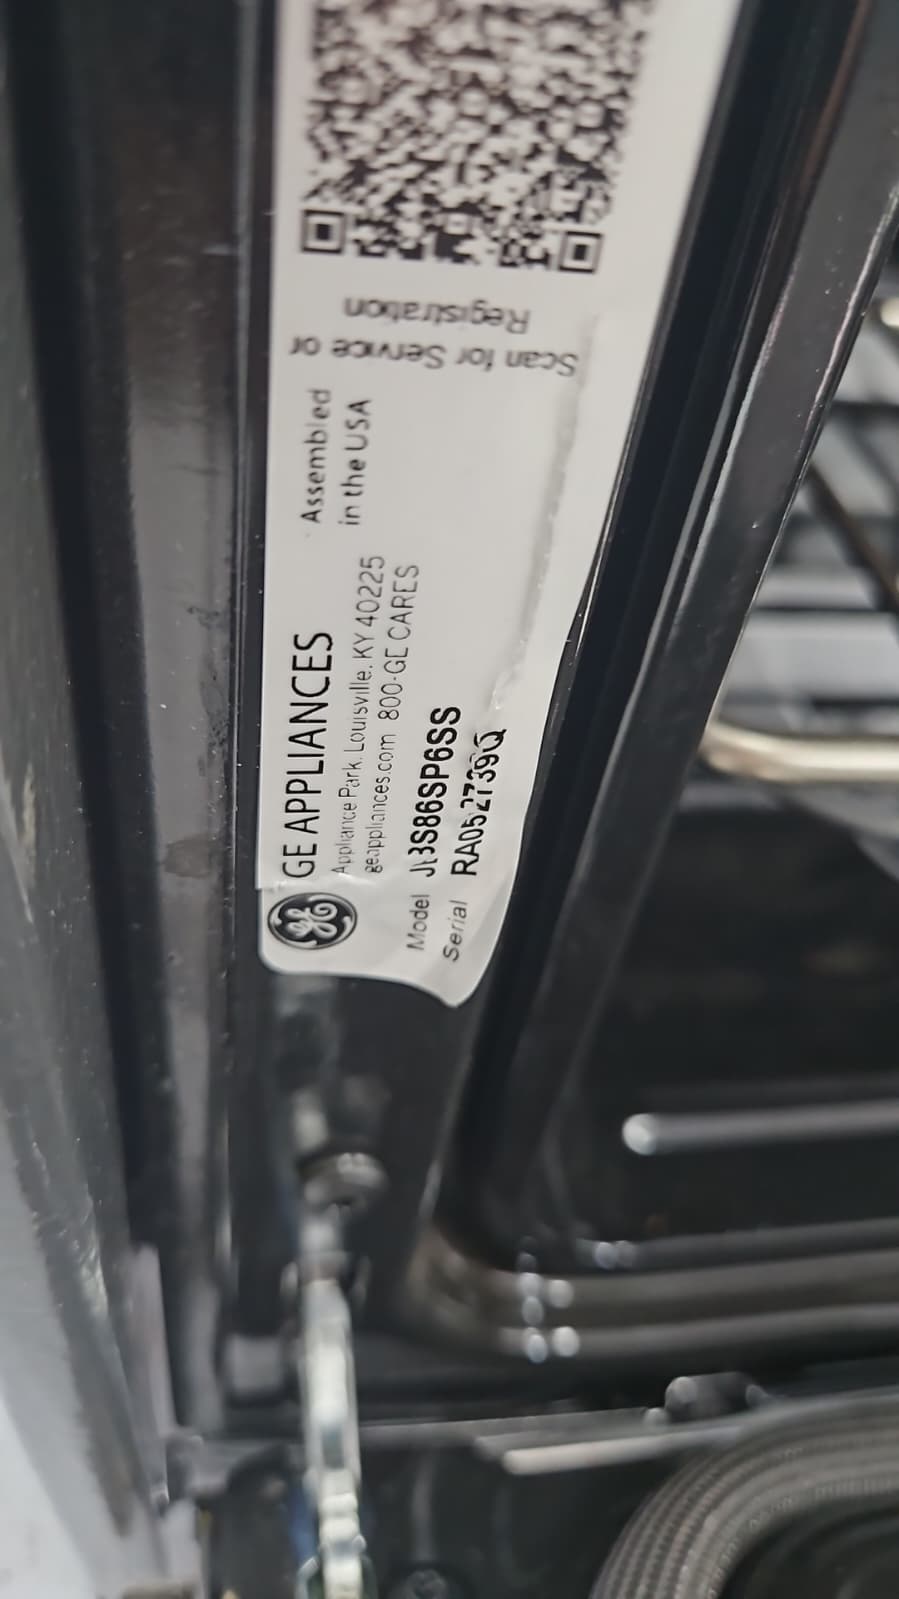 GE APPLIANCES
Appliance Park, Louisville, KY 40225
geappliances.com 800-GE CARES
Model
Serial
Assembled
in the USA
Scan for Service or
Registration